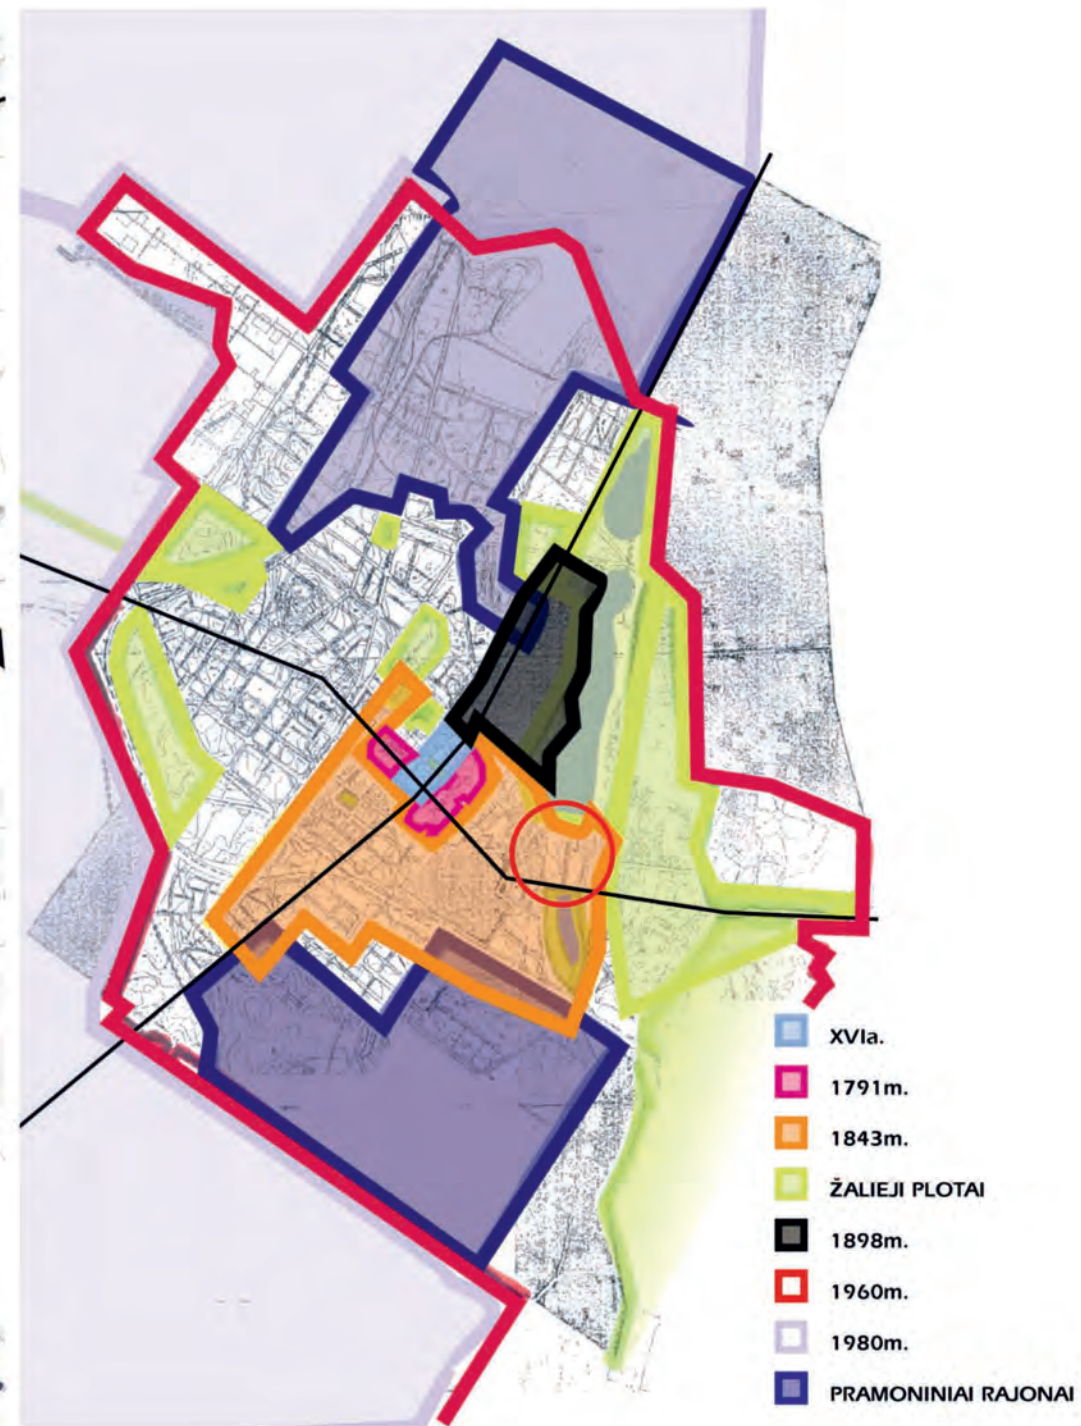 XVIa.
1791m.
1843m.
ŽALIEJI PLOTAI
1898m.
1960m.
1980m.
PRAMONINIAI RAJONAI